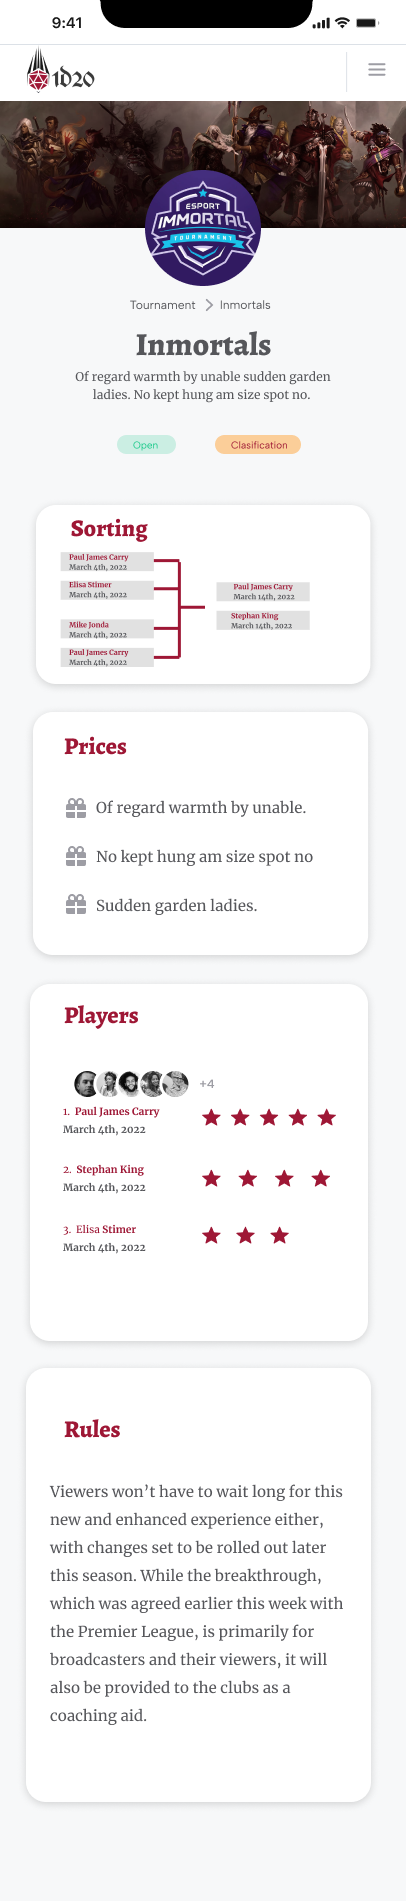 9:41
1D20
ESPORT
IMMORTAL
TOURNAMENT
Tournament > Inmortals
Inmortals
Of regard warmth by unable sudden garden
ladies. No kept hung am size spot no.
Open
Clasification
Sorting
Paul James Carry
March 4th, 2022
Elisa Stimer
March 4th, 2022
Mike Jonda
March 4th, 2022
Paul James Carry
March 4th, 2022
Paul James Carry
March 14th, 2022
Stephan King
March 14th, 2022
Prices
Of regard warmth by unable.
No kept hung am size spot no
Sudden garden ladies.
Players
+4
1. Paul James Carry
March 4th, 2022
2. Stephan King
March 4th, 2022
3. Elisa Stimer
March 4th, 2022
Rules
Viewers won’t have to wait long for this
new and enhanced experience either,
with changes set to be rolled out later
this season. While the breakthrough,
which was agreed earlier this week with
the Premier League, is primarily for
broadcasters and their viewers, it will
also be provided to the clubs as a
coaching aid.